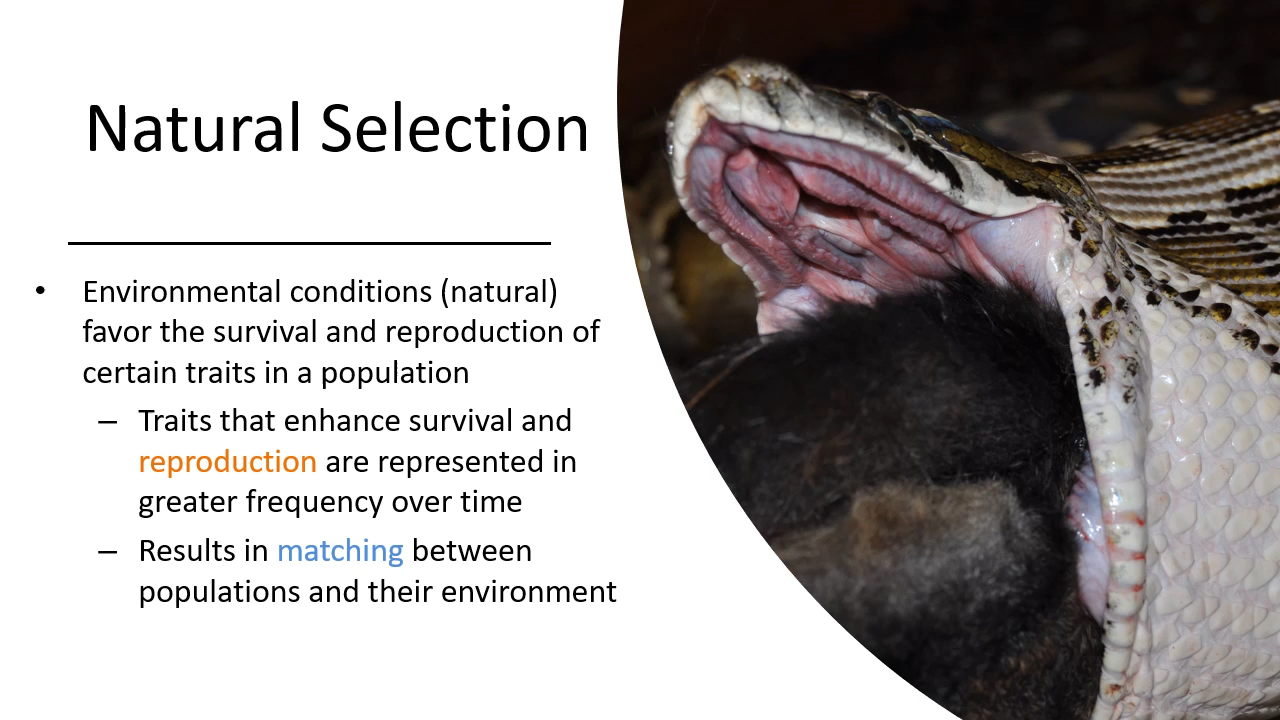 Natural Selection
• Environmental conditions (natural)
favor the survival and reproduction of
certain traits in a population
– Traits that enhance survival and
reproduction are represented in
greater frequency over time
– Results in matching between
populations and their environment